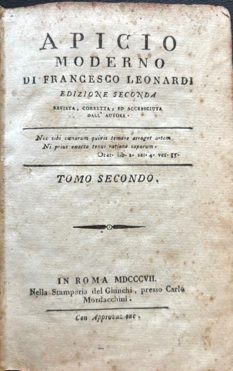 APICIO
MODERNO
DI FRANCESCO LEONARDI
EDIZIONE SECONDA
REVISTA, CORRETTA, ED ACCRESCIUTA
DALL' AUTORE.
Nec sibi cœnarum quivis temere arroget artem
Ni prius exacta tenui ratione saporum.
Orat. lib. 2. sat. 4. ver. 35.
TOMO SECONDO.
IN ROMA MDCCCVII.
Nella Stamperia del Giunchi, presso Carlo
Mordacchini.
Con Approvazione.